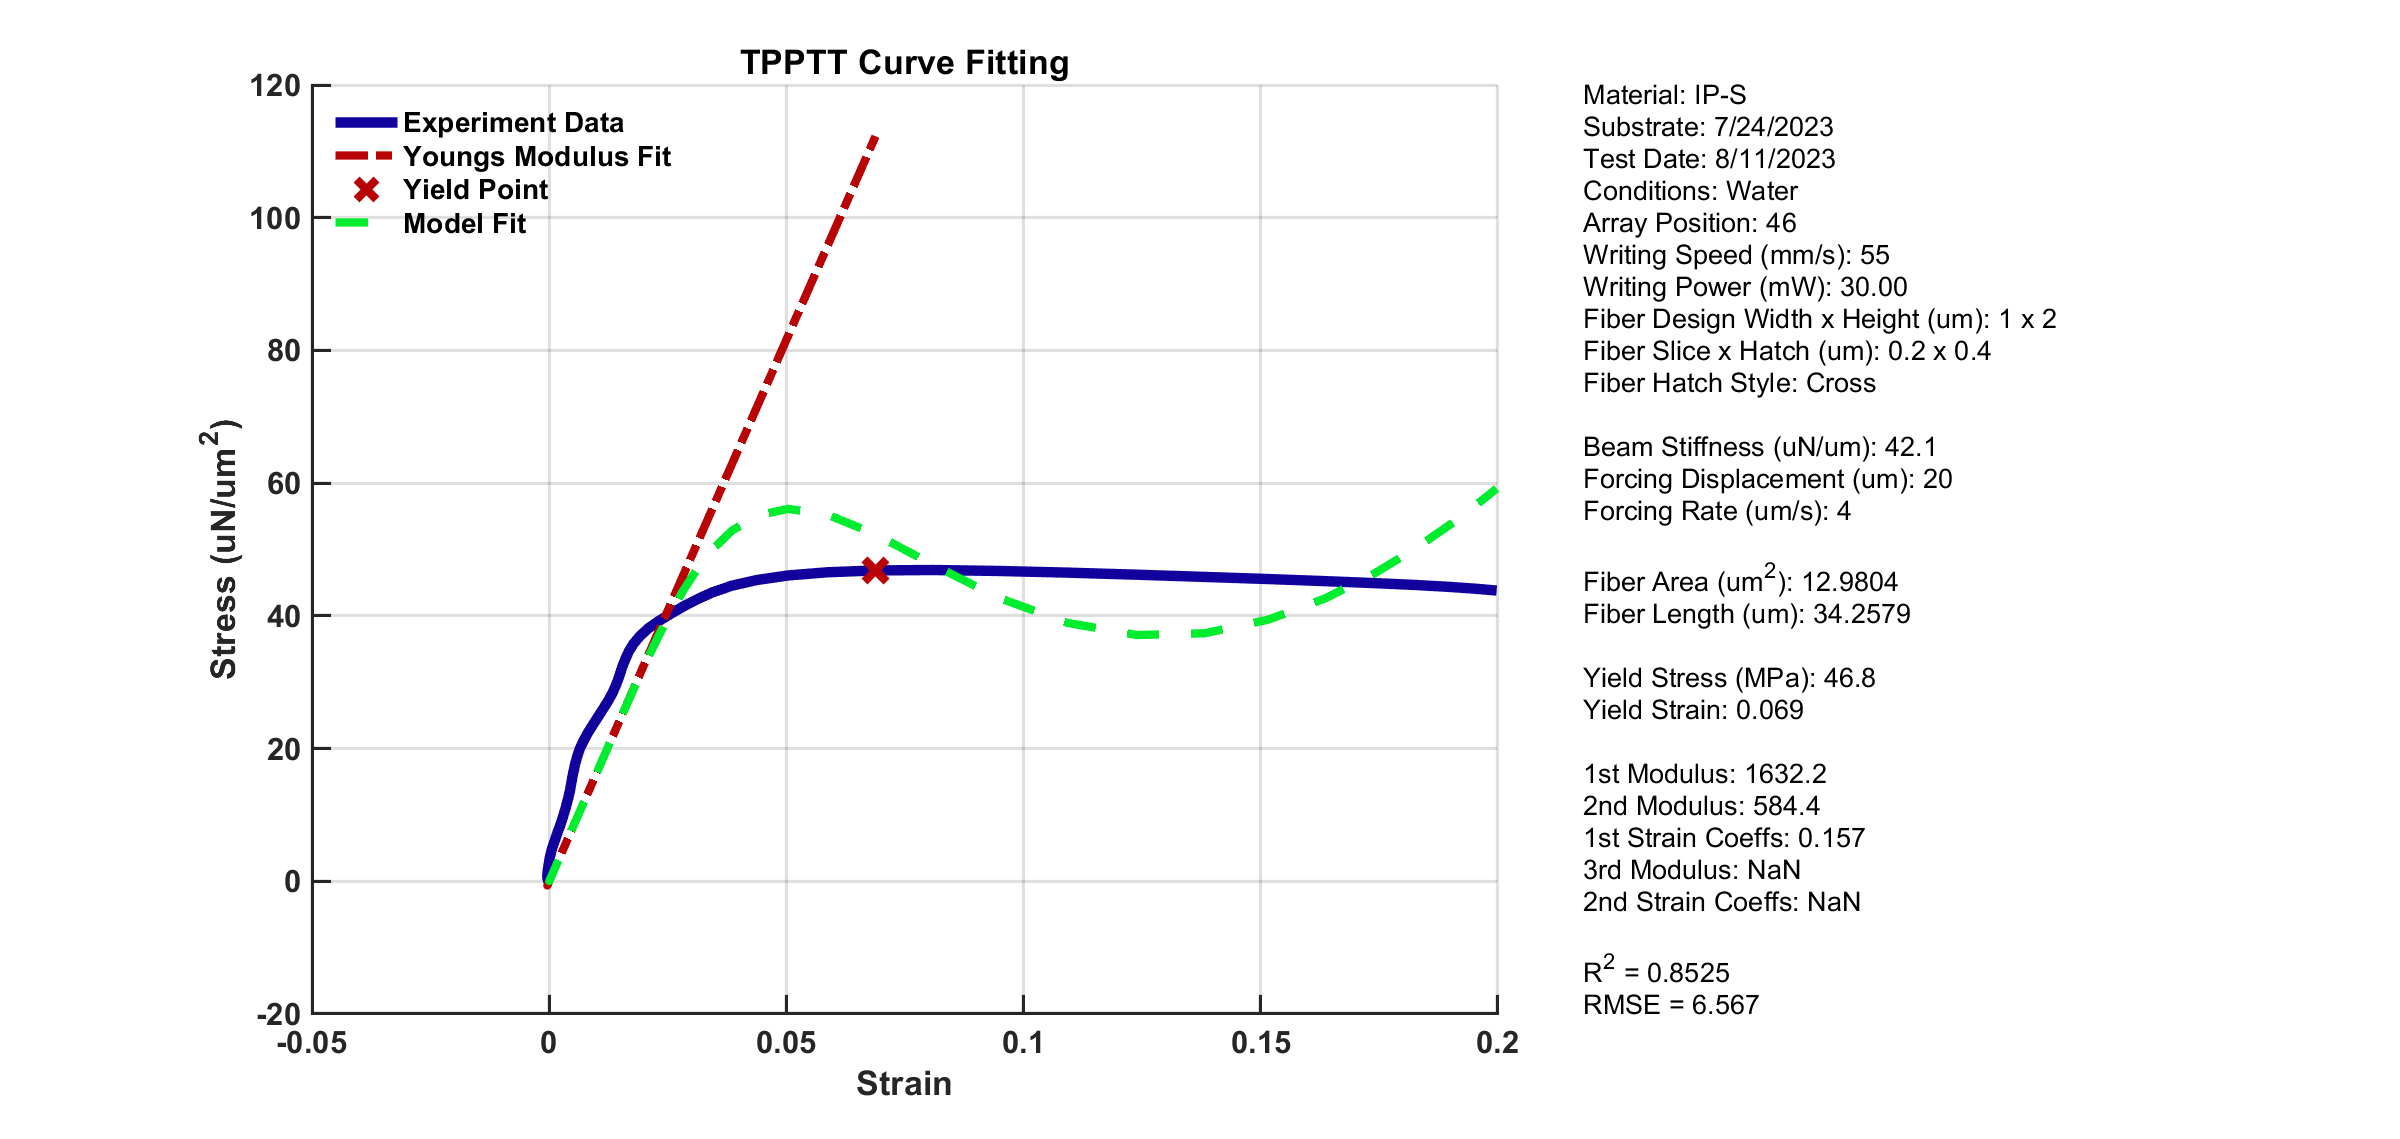 TPPTT Curve Fitting
120
100
80
60
40
20
0
-20
-0.05
0
0.05
0.1
0.15
0.2
Stress (uN/um²)
Strain
Experiment Data
Youngs Modulus Fit
Yield Point
Model Fit
Material: IP-S
Substrate: 7/24/2023
Test Date: 8/11/2023
Conditions: Water
Array Position: 46
Writing Speed (mm/s): 55
Writing Power (mW): 30.00
Fiber Design Width x Height (um): 1 x 2
Fiber Slice x Hatch (um): 0.2 x 0.4
Fiber Hatch Style: Cross
Beam Stiffness (uN/um): 42.1
Forcing Displacement (um): 20
Forcing Rate (um/s): 4
Fiber Area (um²): 12.9804
Fiber Length (um): 34.2579
Yield Stress (MPa): 46.8
Yield Strain: 0.069
1st Modulus: 1632.2
2nd Modulus: 584.4
1st Strain Coeffs: 0.157
3rd Modulus: NaN
2nd Strain Coeffs: NaN
R² = 0.8525
RMSE = 6.567